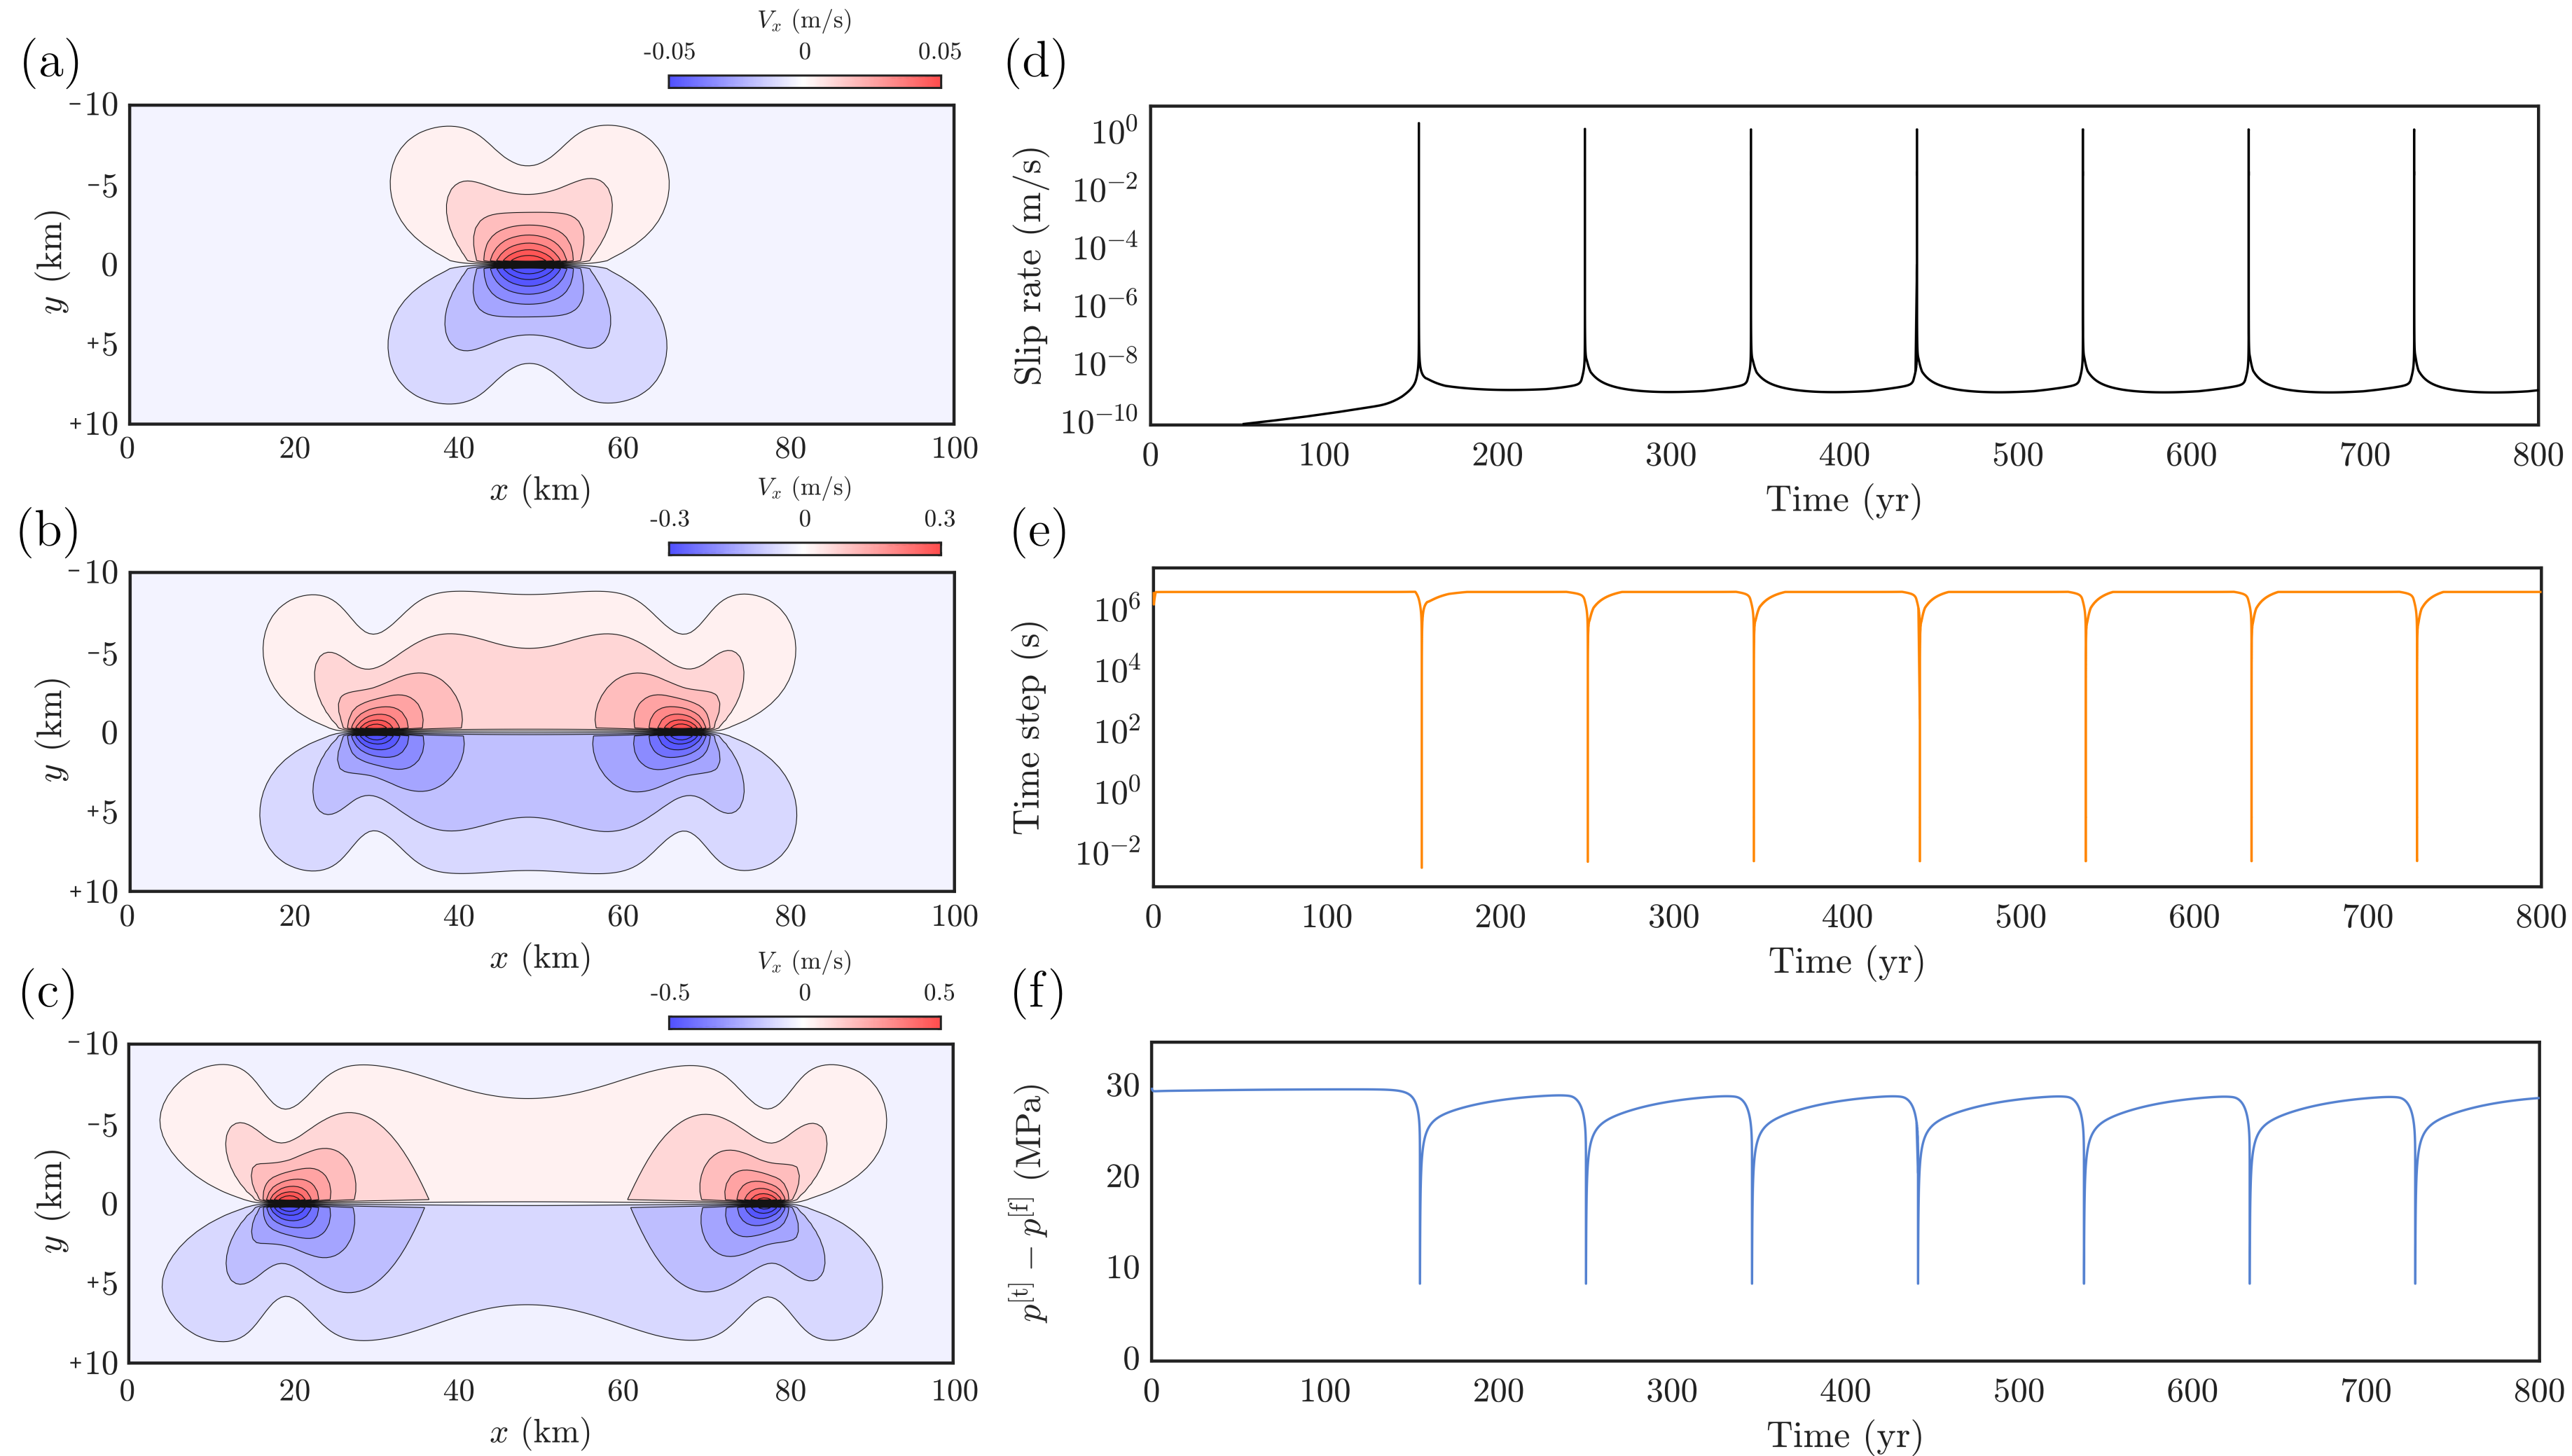 (a)
V_x (m/s)
-0.05 0 0.05
-10
-5
0
+5
+10
y (km)
0 20 40 60 80 100
x (km)
(b)
V_x (m/s)
-0.3 0 0.3
-10
-5
0
+5
+10
y (km)
0 20 40 60 80 100
x (km)
(c)
V_x (m/s)
-0.5 0 0.5
-10
-5
0
+5
+10
y (km)
0 20 40 60 80 100
x (km)
(d)
10^0
10^−2
10^−4
10^−6
10^−8
10^−10
Slip rate (m/s)
0 100 200 300 400 500 600 700 800
Time (yr)
(e)
10^6
10^4
10^2
10^0
10^−2
Time step (s)
0 100 200 300 400 500 600 700 800
Time (yr)
(f)
30
20
10
0
p^[t] − p^[f] (MPa)
0 100 200 300 400 500 600 700 800
Time (yr)